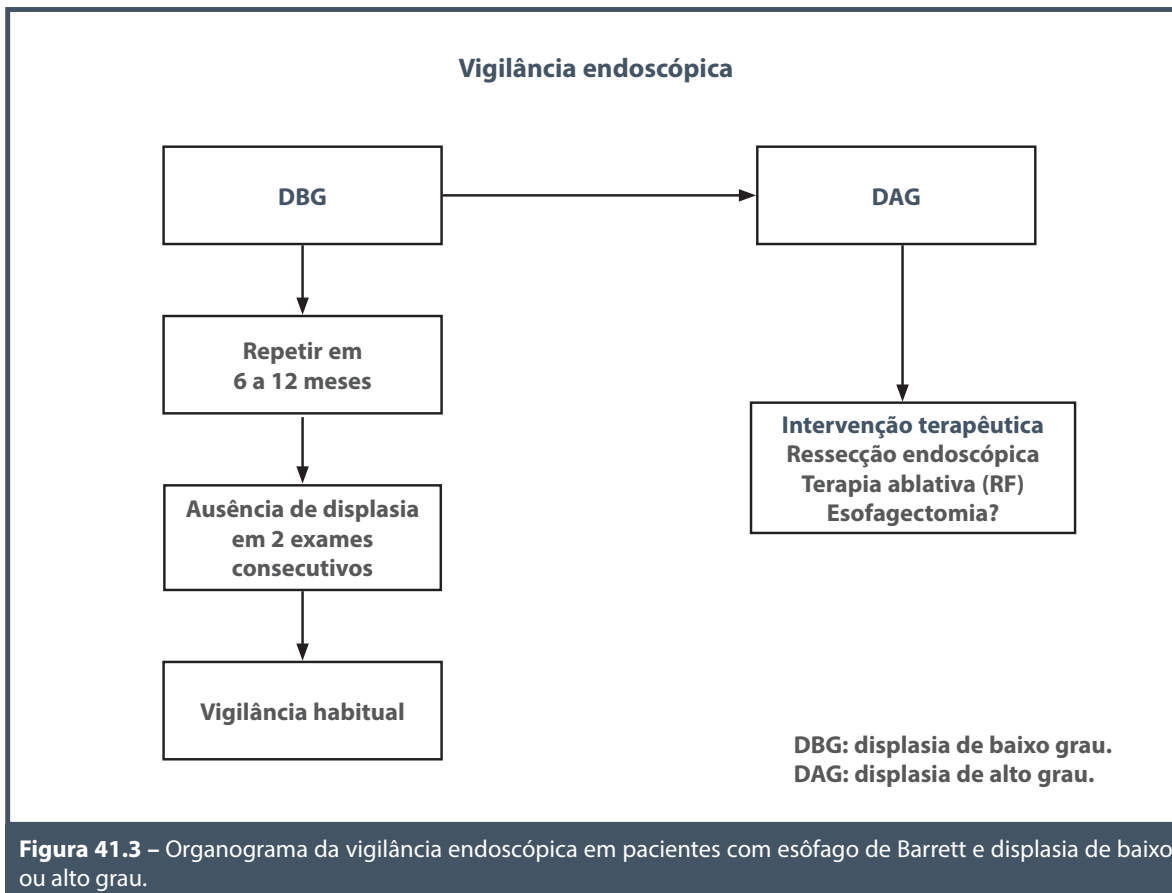 Vigilância endoscópica
DBG
DAG
Repetir em
6 a 12 meses
Ausência de displasia
em 2 exames
consecutivos
Vigilância habitual
Intervenção terapêutica
Ressecção endoscópica
Terapia ablativa (RF)
Esofagectomia?
DBG: displasia de baixo grau.
DAG: displasia de alto grau.
Figura 41.3 – Organograma da vigilância endoscópica em pacientes com esôfago de Barrett e displasia de baixo
ou alto grau.